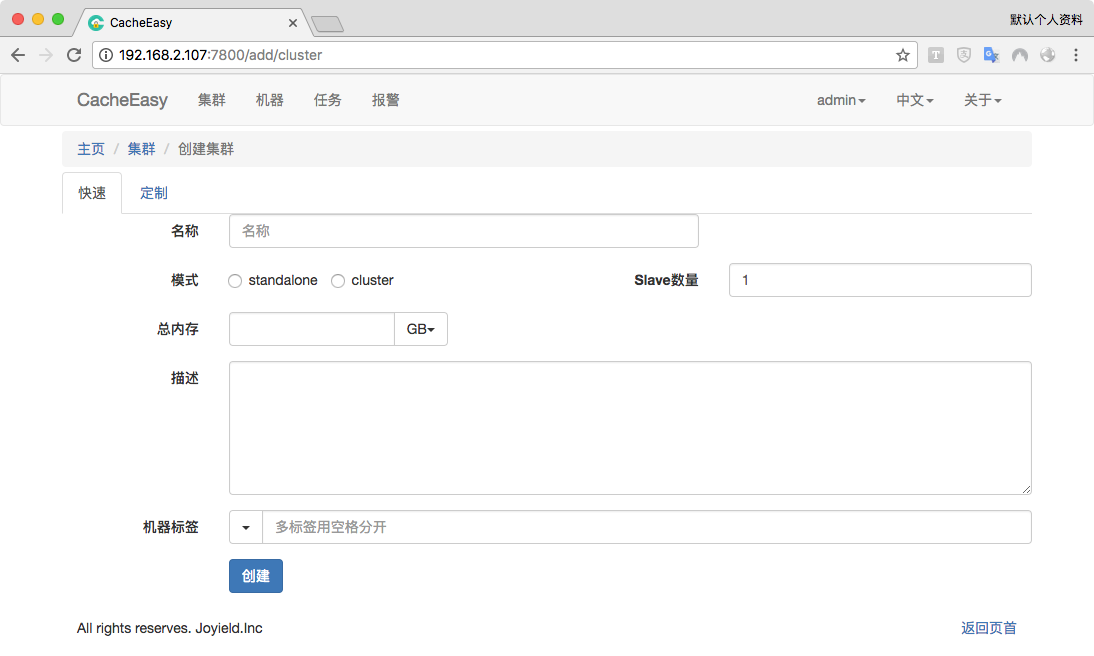 CacheEasy
默认个人资料
192.168.2.107:7800/add/cluster
CacheEasy 集群 机器 任务 报警 admin 中文 关于
主页 / 集群 / 创建集群
快速 定制
名称 名称
模式 standalone cluster Slave数量 1
总内存 GB
描述
机器标签 多标签用空格分开
创建
All rights reserves. Joyield.Inc 返回页首